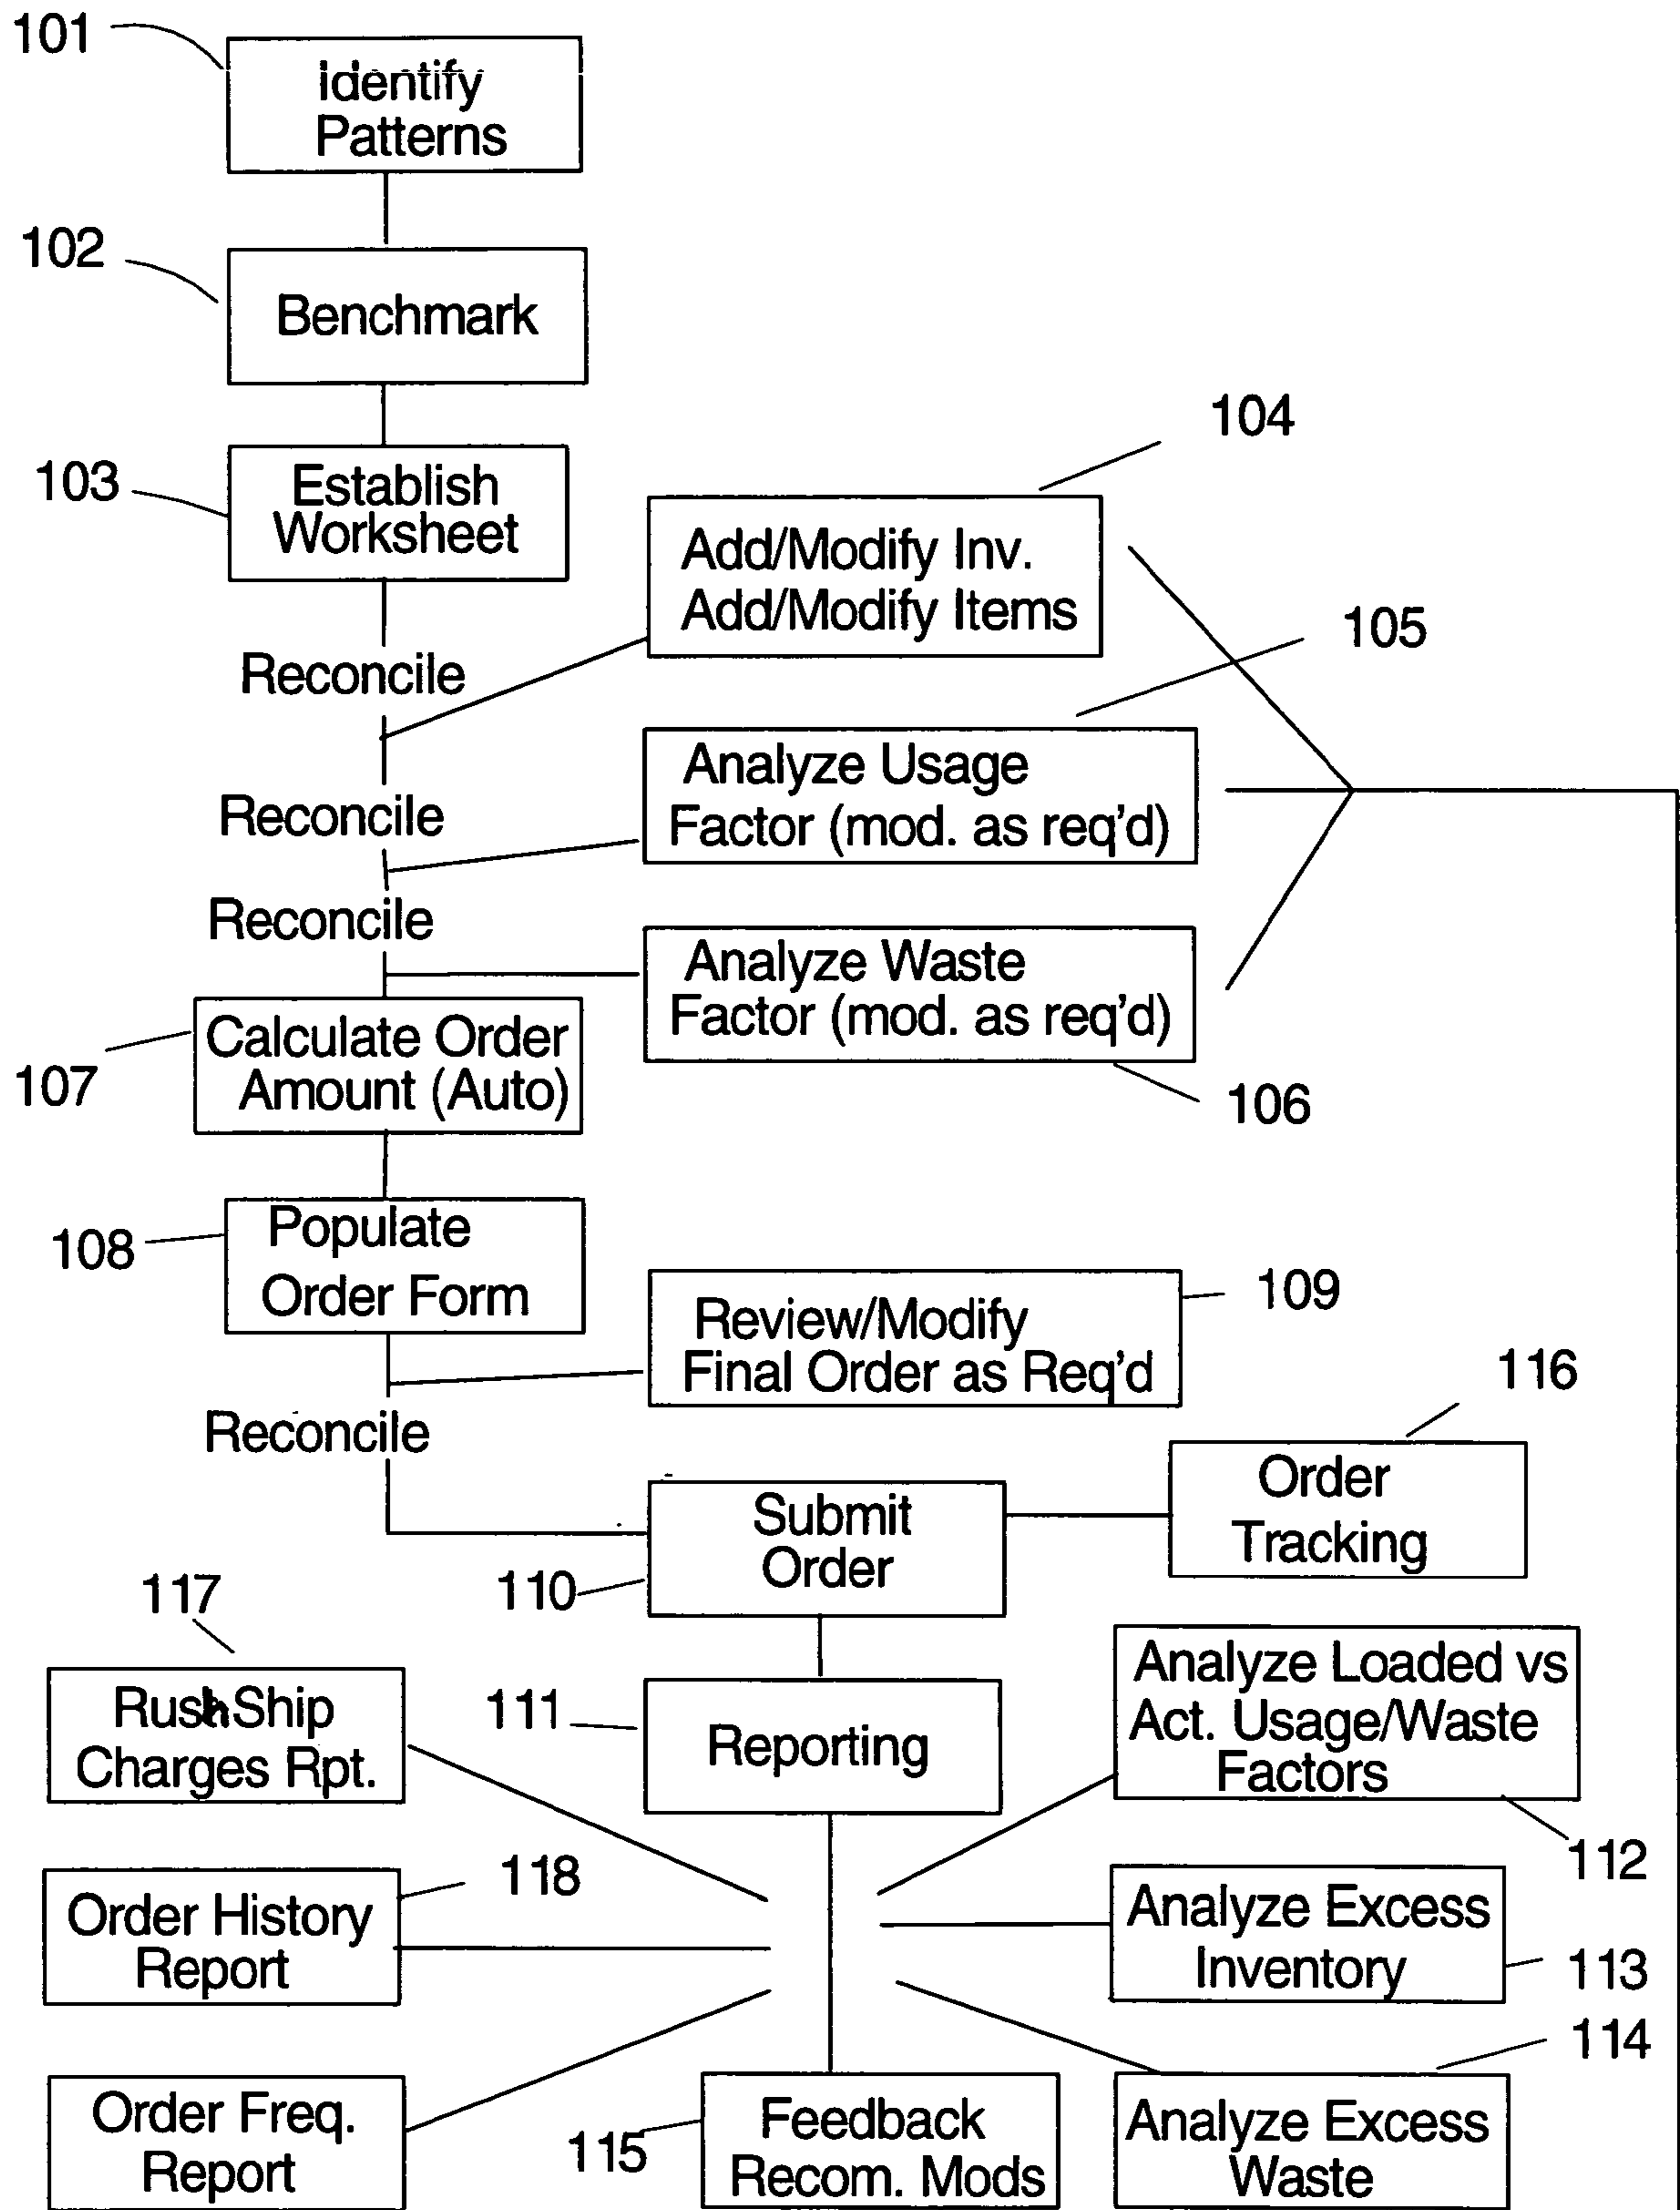 101
Identify
Patterns
102
Benchmark
103
Establish
Worksheet
104
Add/Modify Inv.
Add/Modify Items
Reconcile
105
Analyze Usage
Factor (mod. as req'd)
Reconcile
Reconcile
Analyze Waste
Factor (mod. as req'd)
106
Calculate Order
Amount (Auto)
107
Populate
Order Form
108
109
Review/Modify
Final Order as Req'd
Reconcile
116
Order
Tracking
Submit
Order
110
117
Rush Ship
Charges Rpt.
111
Reporting
Analyze Loaded vs
Act. Usage/Waste
Factors
112
118
Order History
Report
Analyze Excess
Inventory
113
114
Order Freq.
Report
115
Feedback
Recom. Mods
Analyze Excess
Waste